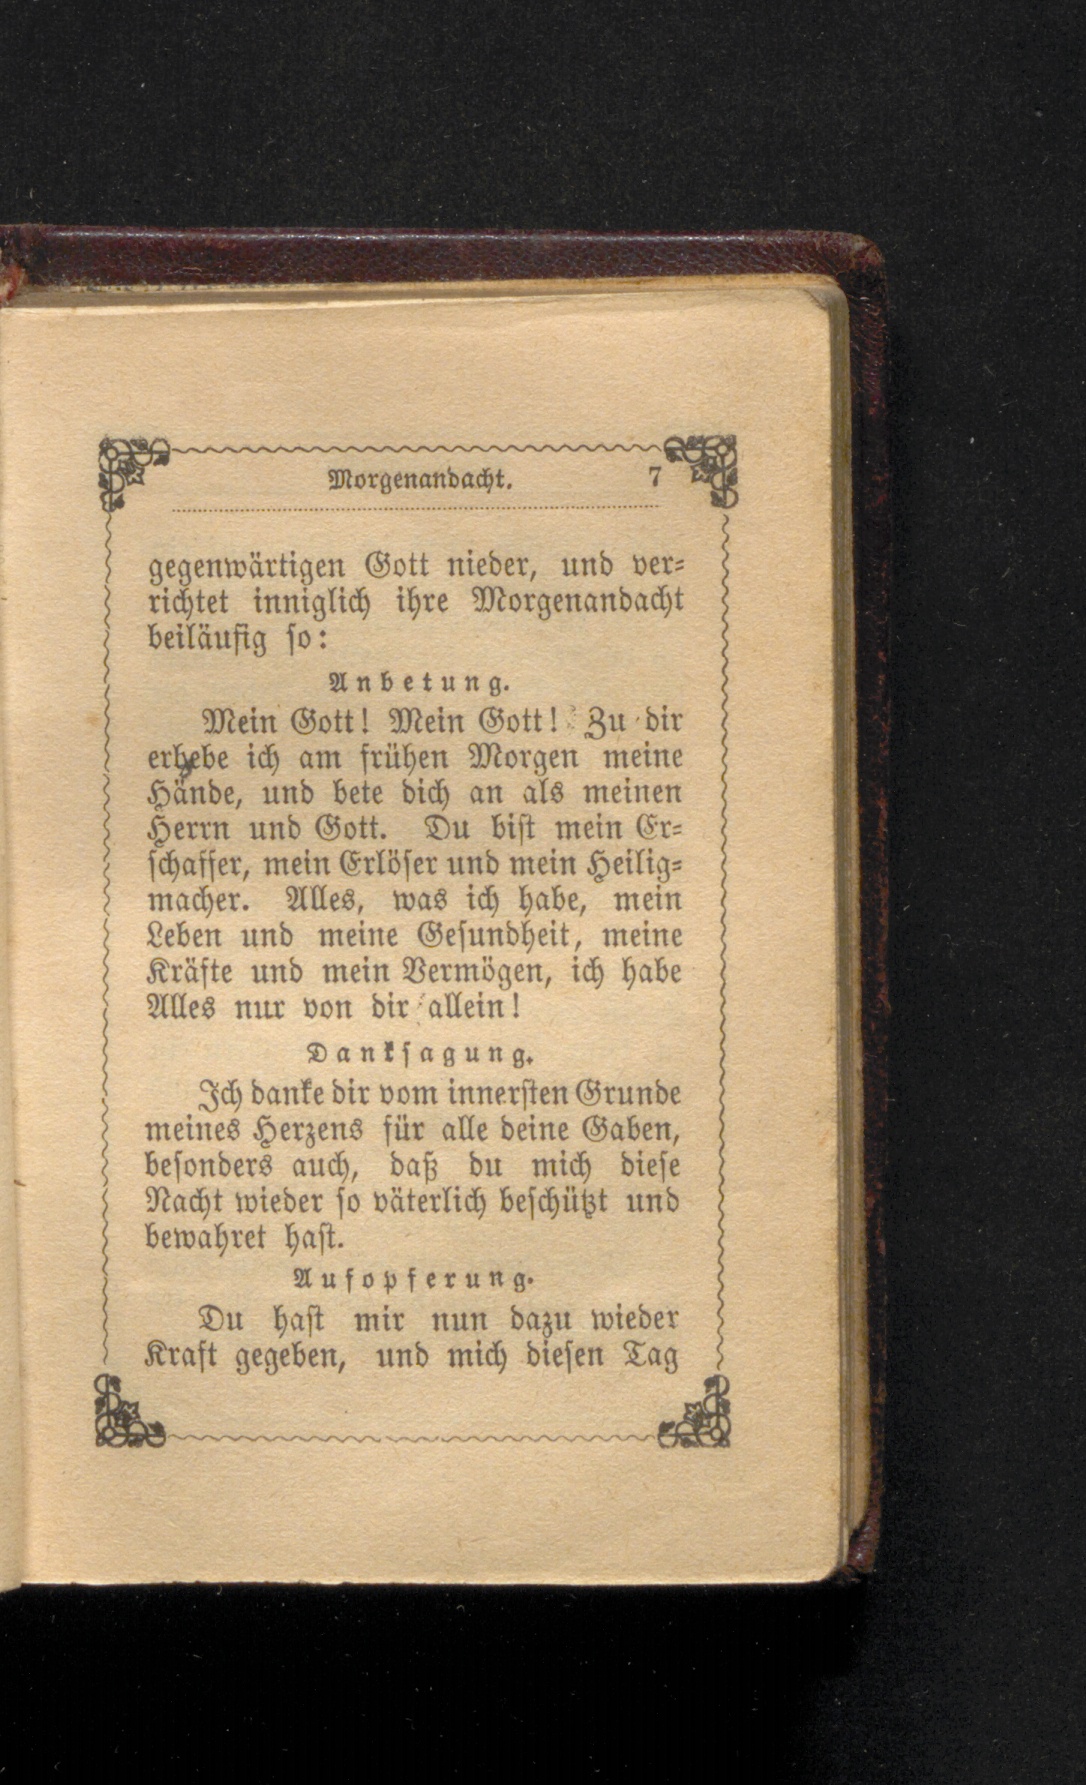 Morgenandacht. 7
gegenwärtigen Gott nieder, und ver-
richtet inniglich ihre Morgenandacht
beiläufig so:
Anbetung.
Mein Gott! Mein Gott! Zu dir
erhebe ich am frühen Morgen meine
Hände, und bete dich an als meinen
Herrn und Gott. Du bist mein Er-
schaffer, mein Erlöser und mein Heilig-
macher. Alles, was ich habe, mein
Leben und meine Gesundheit, meine
Kräfte und mein Vermögen, ich habe
Alles nur von dir allein!
Danksagung.
Ich danke dir vom innersten Grunde
meines Herzens für alle deine Gaben,
besonders auch, daß du mich diese
Nacht wieder so väterlich beschützt und
bewahret hast.
Aufopferung.
Du hast mir nun dazu wieder
Kraft gegeben, und mich diesen Tag